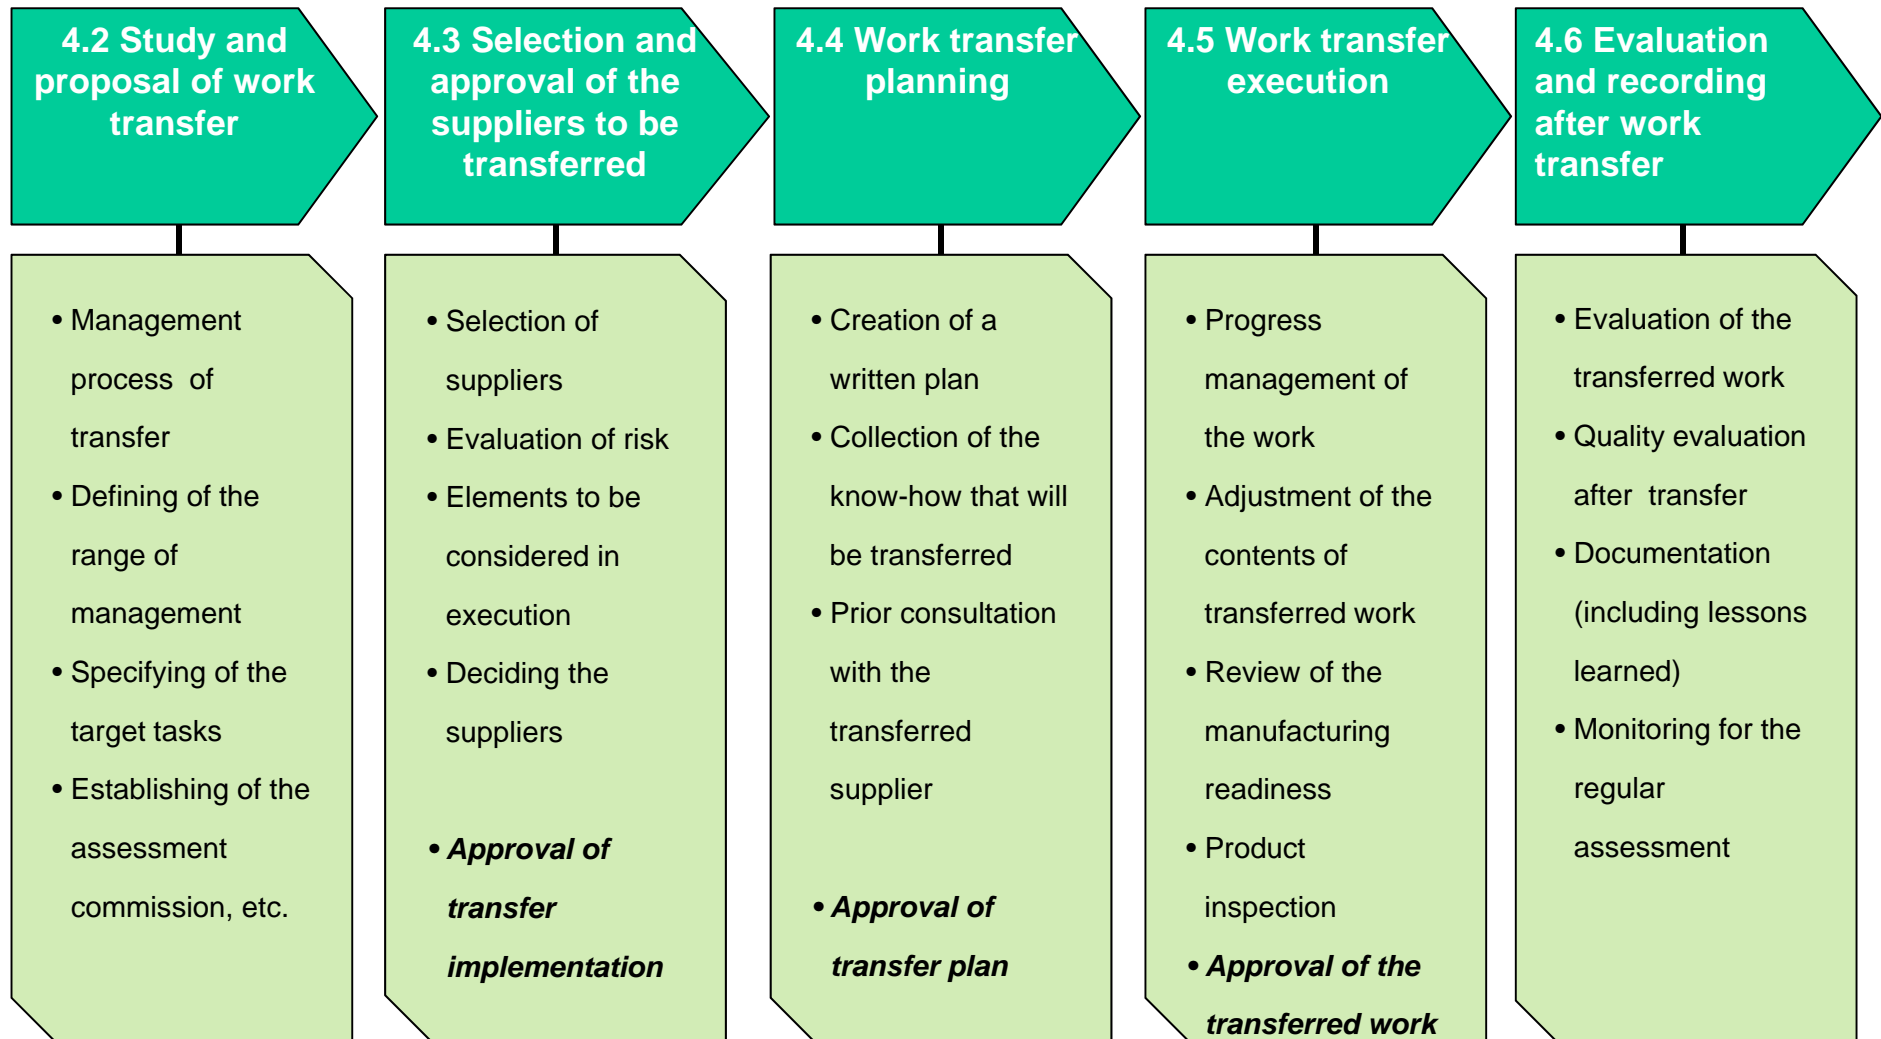 4.2 Study and
proposal of work
transfer
4.3 Selection and
approval of the
suppliers to be
transferred
4.4 Work transfer
planning
4.5 Work transfer
execution
4.6 Evaluation
and recording
after work
transfer
• Management
process of
transfer
• Defining of the
range of
management
• Specifying of the
target tasks
• Establishing of the
assessment
commission, etc.
• Selection of
suppliers
• Evaluation of risk
• Elements to be
considered in
execution
• Deciding the
suppliers
• Approval of
transfer
implementation
• Creation of a
written plan
• Collection of the
know-how that will
be transferred
• Prior consultation
with the
transferred
supplier
• Approval of
transfer plan
• Progress
management of
the work
• Adjustment of the
contents of
transferred work
• Review of the
manufacturing
readiness
• Product
inspection
• Approval of the
transferred work
• Evaluation of the
transferred work
• Quality evaluation
after transfer
• Documentation
(including lessons
learned)
• Monitoring for the
regular
assessment